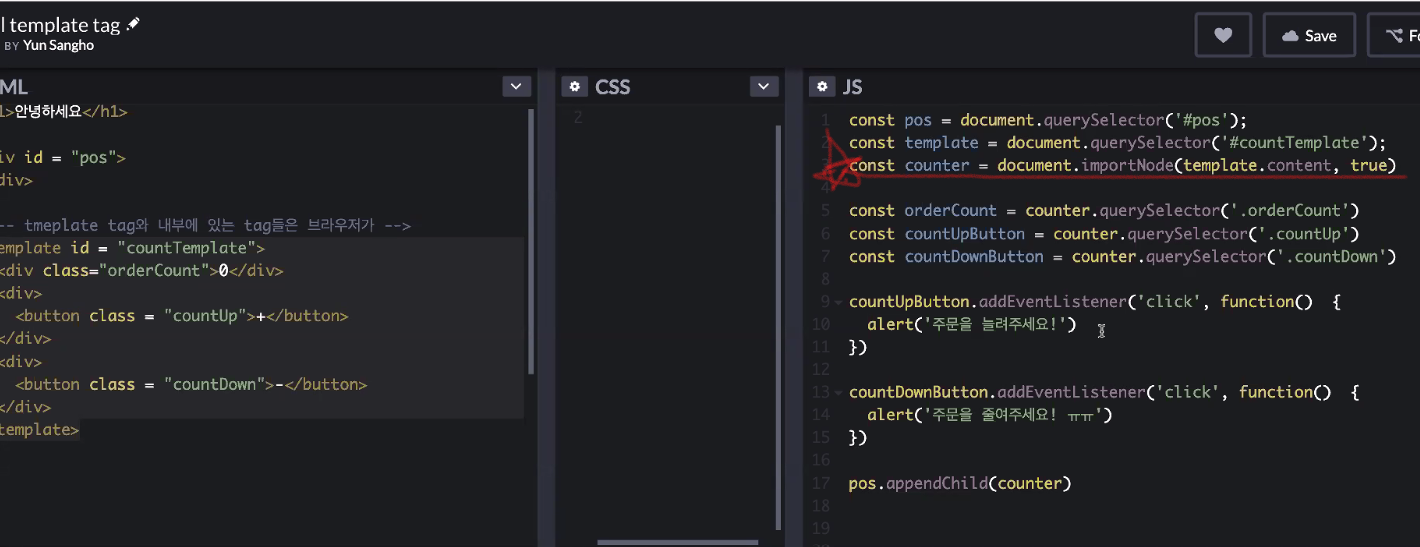 l template tag
BY Yun Sangho
Save
Fo
ML
CSS
JS
l>안녕하세요</h1>
iv id = "pos">
div>
-- tmeplate tag와 내부에 있는 tag들은 브라우저가 -->
emplate id = "countTemplate">
<div class="orderCount">0</div>
<div>
<button class = "countUp">+</button>
</div>
<div>
<button class = "countDown">-</button>
</div>
template>
2
1 const pos = document.querySelector('#pos');
2 const template = document.querySelector('#countTemplate');
3 const counter = document.importNode(template.content, true)
4
5 const orderCount = counter.querySelector('.orderCount')
6 const countUpButton = counter.querySelector('.countUp')
7 const countDownButton = counter.querySelector('.countDown')
8
9 countUpButton.addEventListener('click', function() {
10 alert('주문을 늘려주세요!')
11 })
12
13 countDownButton.addEventListener('click', function() {
14 alert('주문을 줄여주세요! ㅠㅠ')
15 })
16
17 pos.appendChild(counter)
18
19
20